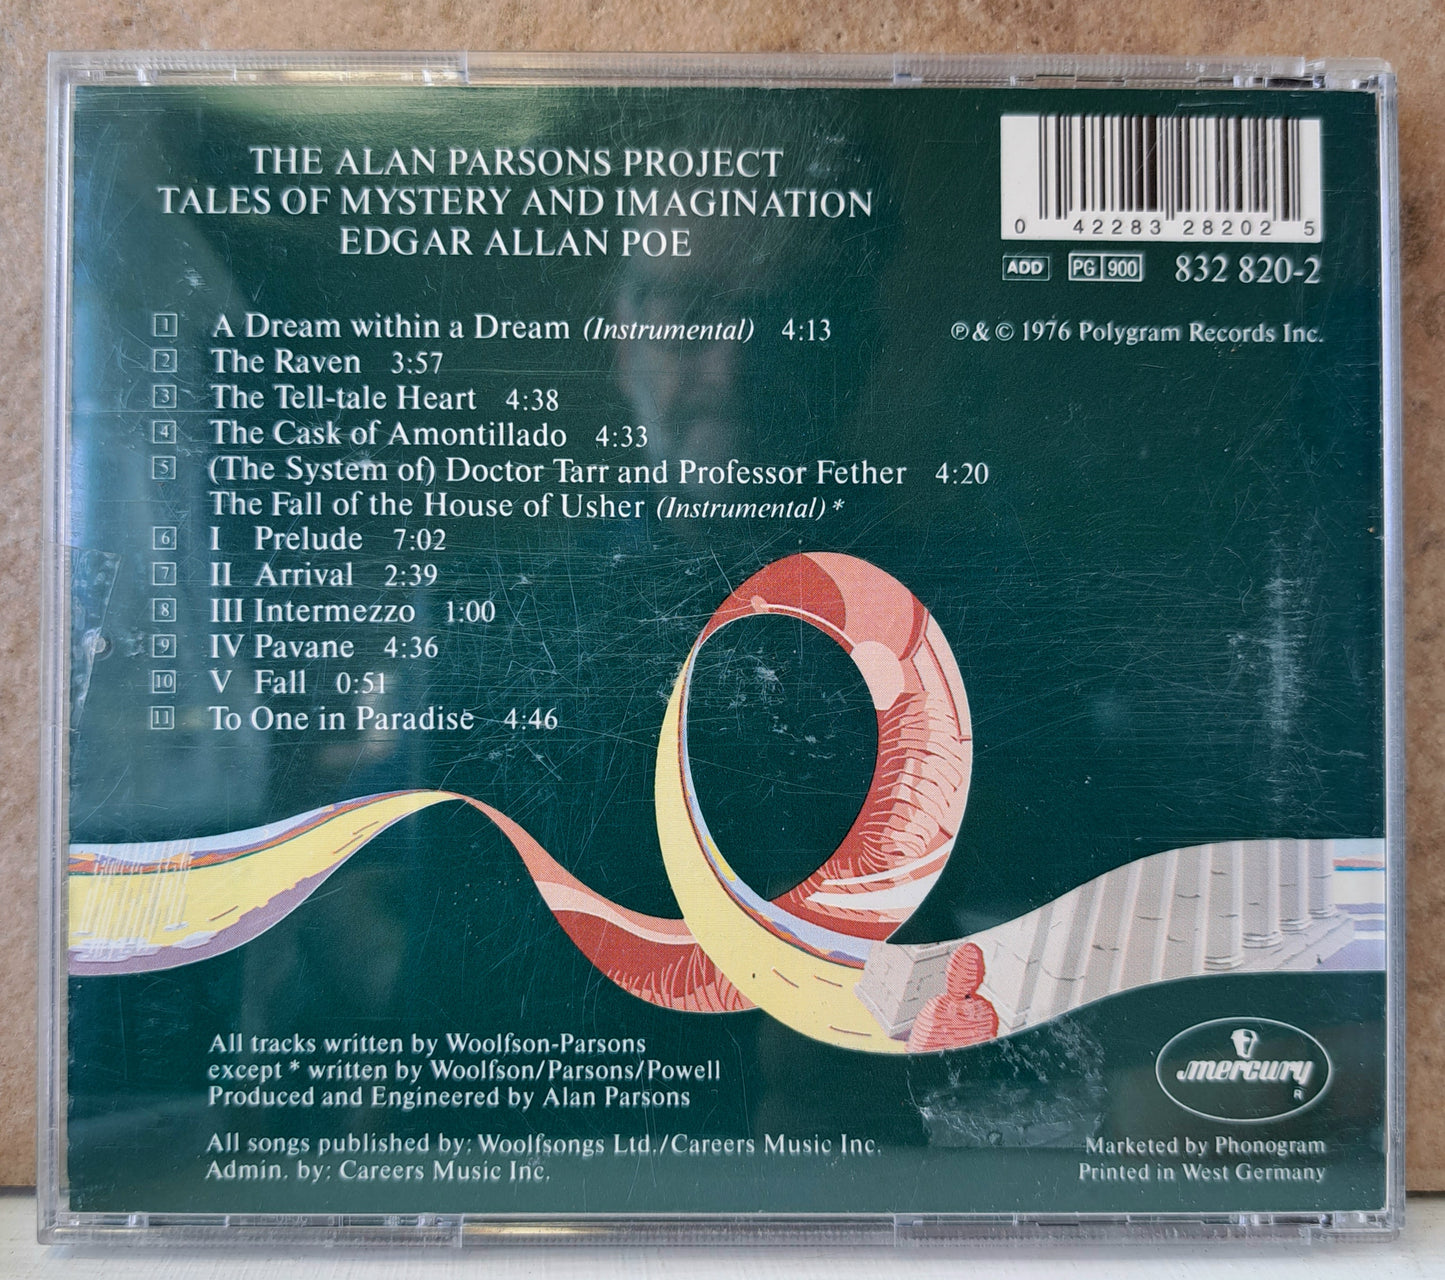 THE ALAN PARSONS PROJECT
TALES OF MYSTERY AND IMAGINATION
EDGAR ALLAN POE
0 42283 28202 5
ADD PG 900 832 820-2
℗ & © 1976 Polygram Records Inc.
1 A Dream within a Dream (Instrumental) 4:13
2 The Raven 3:57
3 The Tell-tale Heart 4:38
4 The Cask of Amontillado 4:33
5 (The System of) Doctor Tarr and Professor Fether 4:20
The Fall of the House of Usher (Instrumental) *
6 I Prelude 7:02
7 II Arrival 2:39
8 III Intermezzo 1:00
9 IV Pavane 4:36
10 V Fall 0:51
11 To One in Paradise 4:46
All tracks written by Woolfson-Parsons
except * written by Woolfson/Parsons/Powell
Produced and Engineered by Alan Parsons
All songs published by: Woolfsongs Ltd./Careers Music Inc.
Admin. by: Careers Music Inc.
mercury
R
Marketed by Phonogram
Printed in West Germany